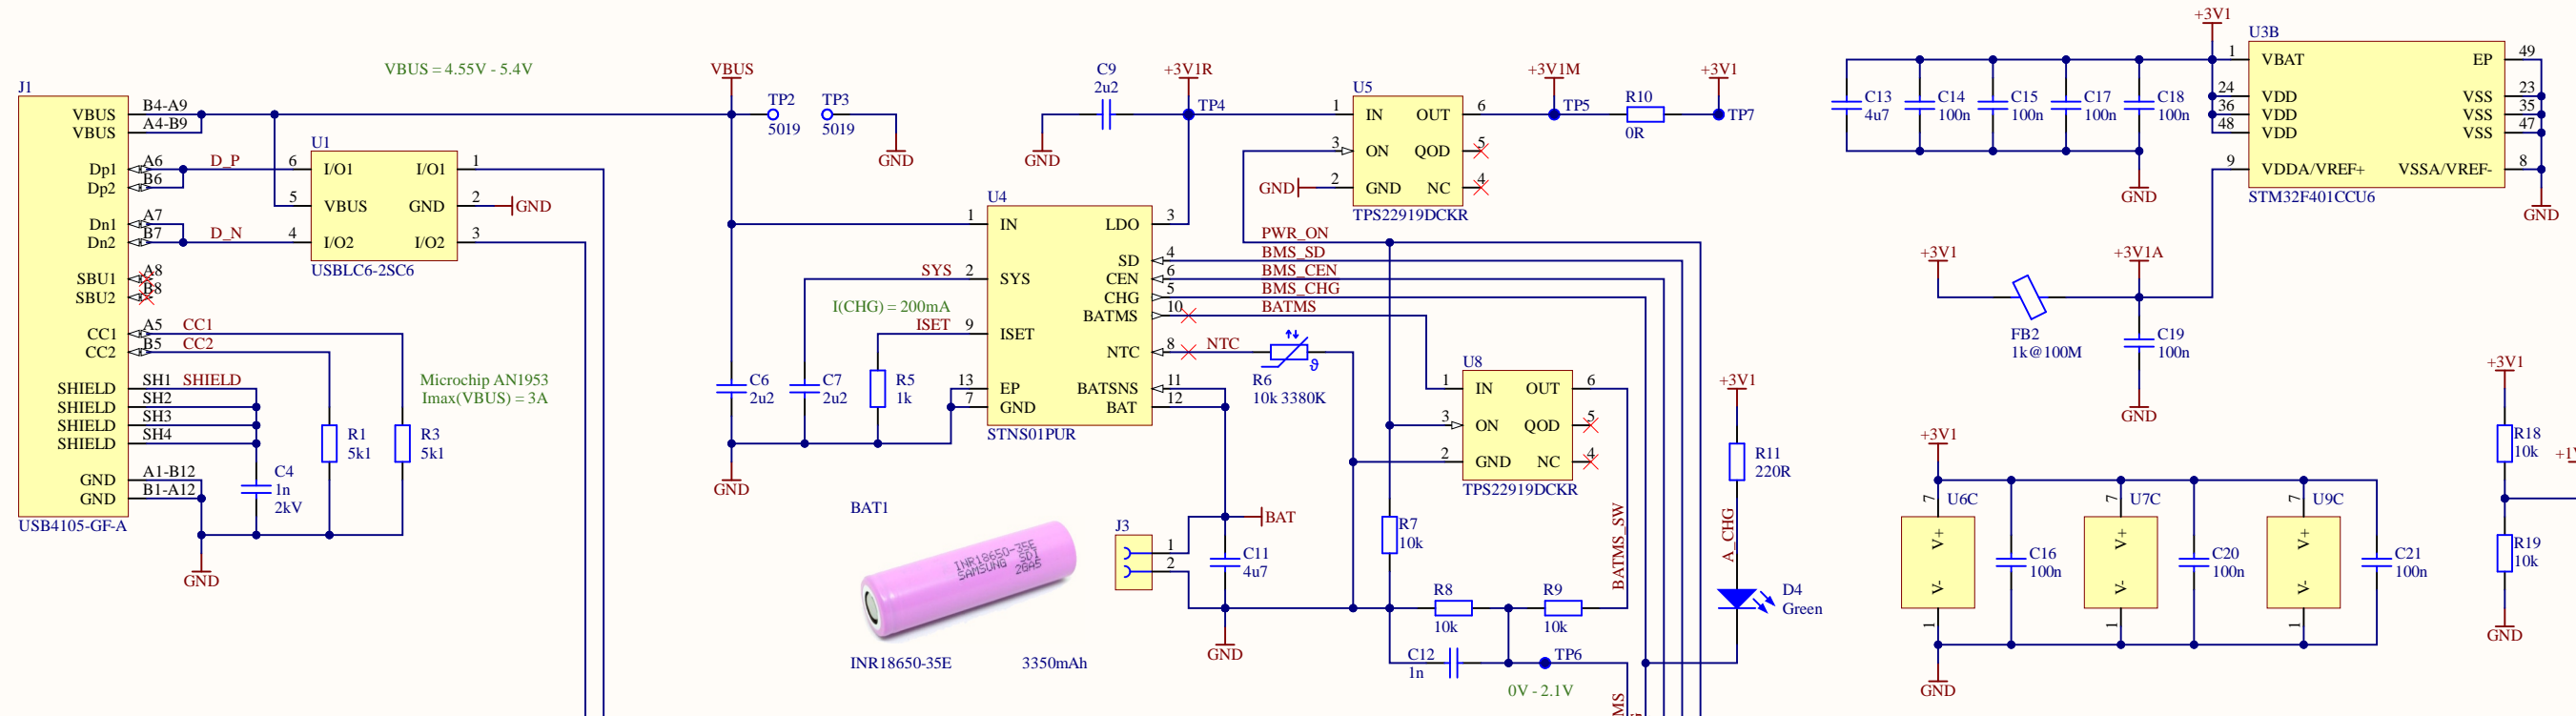 VBUS = 4.55V - 5.4V
J1
VBUS B4-A9
VBUS A4-B9
Dp1 A6 D_P
Dp2 B6
Dn1 A7
Dn2 B7 D_N
SBU1 A8
SBU2 B8
CC1 A5 CC1
CC2 B5 CC2
SHIELD SH1 SHIELD
SHIELD SH2
SHIELD SH3
SHIELD SH4
GND A1-B12
GND B1-A12
USB4105-GF-A
GND
U1
6 I/O1 I/O1 1
5 VBUS GND 2 GND
4 I/O2 I/O2 3
USBLC6-2SC6
Microchip AN1953
Imax(VBUS) = 3A
C4
1n
2kV
R1
5k1
R3
5k1
VBUS
TP2
5019
TP3
5019
GND
C9
2u2
GND
+3V1R
TP4
U4
1 IN LDO 3
SD 4
SYS 2 SYS CEN 6
CHG 5
BATMS 10
I(CHG) = 200mA
ISET 9 ISET
NTC 8 NTC
13 EP BATSNS 11
7 GND BAT 12
STNS01PUR
C6
2u2
C7
2u2
R5
1k
GND
BAT1
INR18650-35E
SAMSUNG SDI
INR18650-35E 3350mAh
J3
1
2
BAT
C11
4u7
GND
U5
1 IN OUT 6
3 ON QOD 5
GND 2 GND NC 4
TPS22919DCKR
+3V1M
TP5
R10
0R
+3V1
TP7
PWR_ON
BMS_SD
BMS_CEN
BMS_CHG
BATMS
R6
10k 3380K
U8
1 IN OUT 6
3 ON QOD 5
2 GND NC 4
TPS22919DCKR
R7
10k
R8
10k
R9
10k
BATMS_SW
C12
1n
TP6
0V - 2.1V
MS
+3V1
R11
220R
A_CHG
D4
Green
+3V1
U3B
1 VBAT EP 49
24 VDD VSS 23
36 VDD VSS 35
48 VDD VSS 47
9 VDDA/VREF+ VSSA/VREF- 8
STM32F401CCU6
GND
C13
4u7
C14
100n
C15
100n
C17
100n
C18
100n
GND
+3V1
+3V1A
FB2
1k@100M
C19
100n
GND
+3V1
7 U6C
V+
V-
1
C16
100n
7 U7C
V+
V-
1
C20
100n
7 U9C
V+
V-
1
C21
100n
GND
+3V1
R18
10k
R19
10k
GND